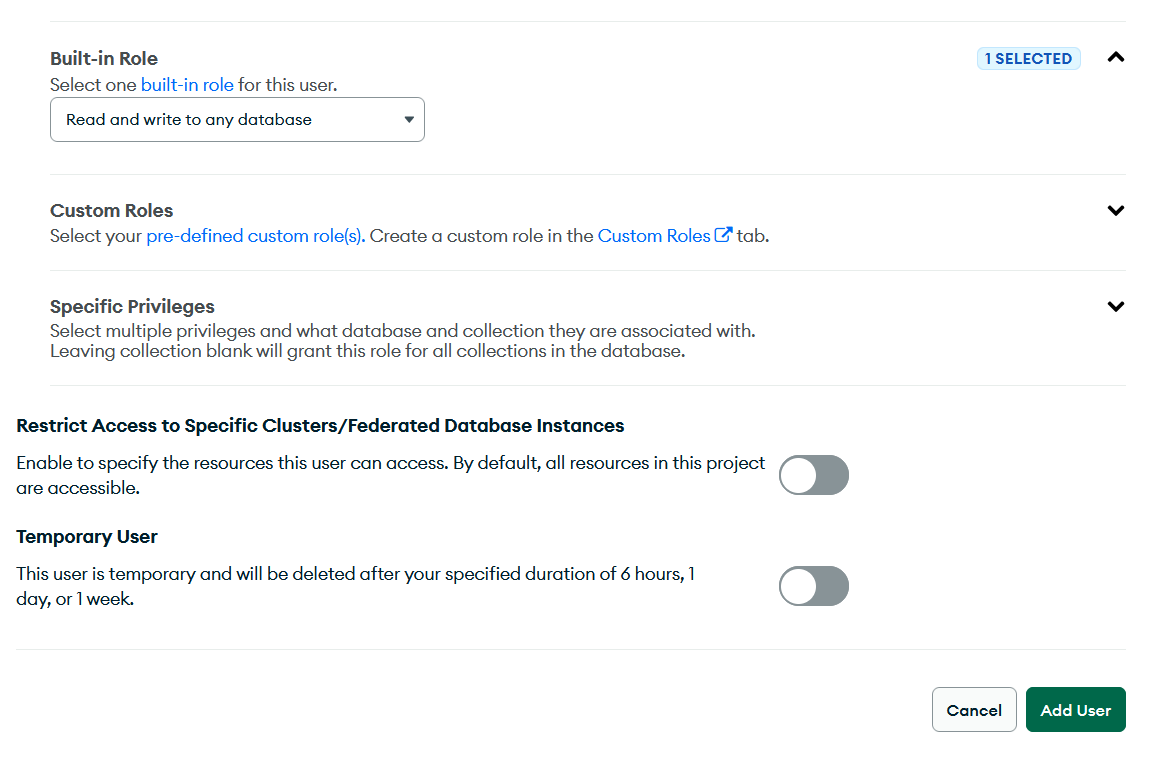 Built-in Role
1 SELECTED
Select one built-in role for this user.
Read and write to any database
Custom Roles
Select your pre-defined custom role(s). Create a custom role in the Custom Roles tab.
Specific Privileges
Select multiple privileges and what database and collection they are associated with.
Leaving collection blank will grant this role for all collections in the database.
Restrict Access to Specific Clusters/Federated Database Instances
Enable to specify the resources this user can access. By default, all resources in this project
are accessible.
Temporary User
This user is temporary and will be deleted after your specified duration of 6 hours, 1
day, or 1 week.
Cancel
Add User